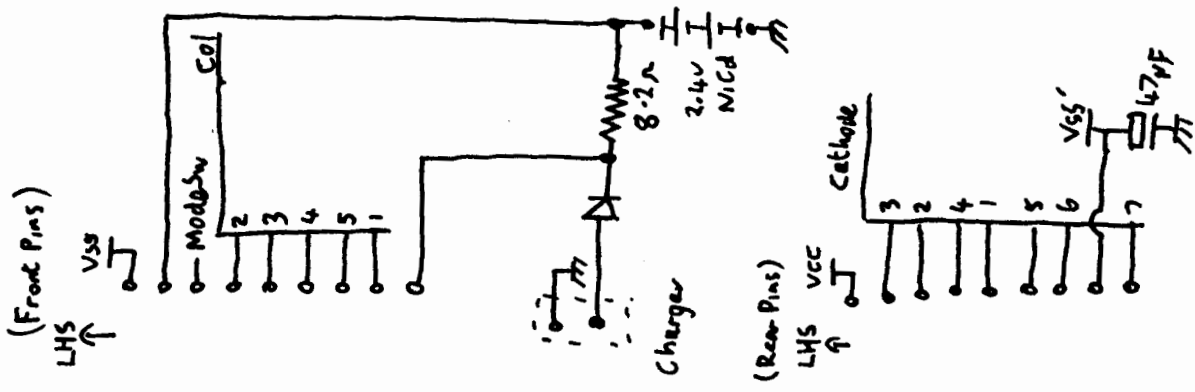 (Front Pins)
LHS
Vss
ModeSw
Col
2
3
4
5
1
8.2Ω
2.4v
NiCd
Charger
(Rear Pins)
LHS
VCC
Cathode
3
2
4
1
5
6
7
Vss'
47µF